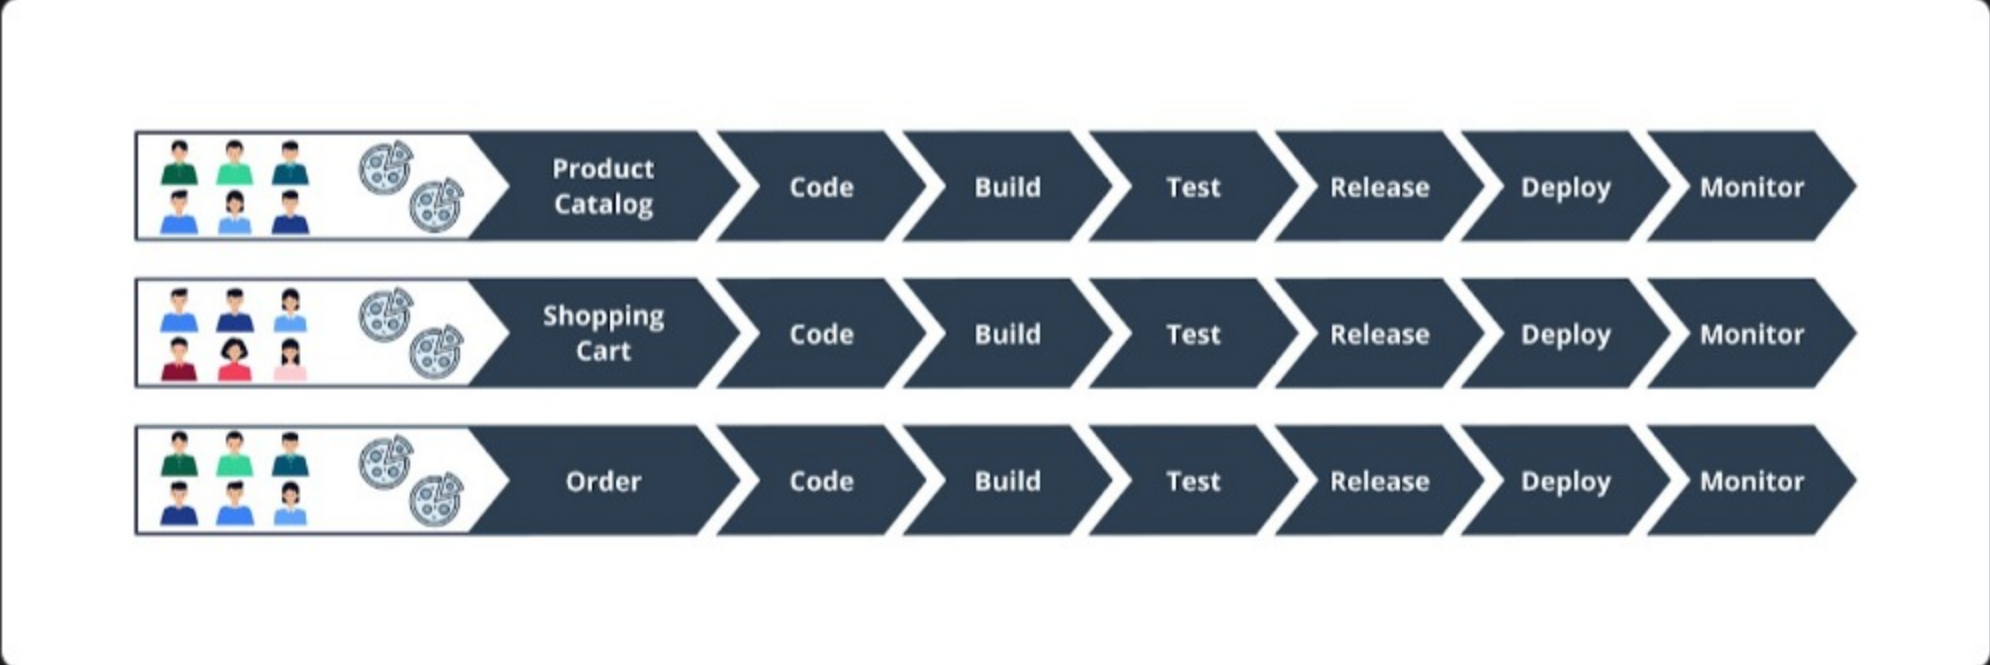 Product
Catalog
Code
Build
Test
Release
Deploy
Monitor
Shopping
Cart
Code
Build
Test
Release
Deploy
Monitor
Order
Code
Build
Test
Release
Deploy
Monitor